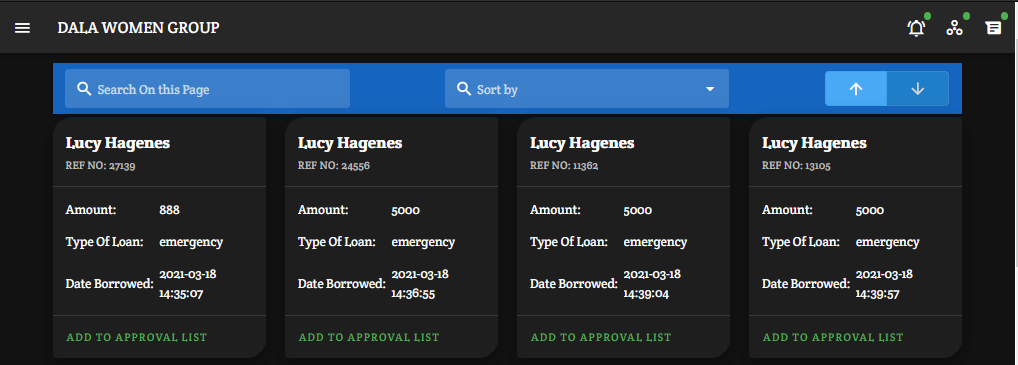 DALA WOMEN GROUP
Search On this Page
Sort by
Lucy Hagenes
REF NO: 27139
Amount: 888
Type Of Loan: emergency
Date Borrowed: 2021-03-18
14:35:07
ADD TO APPROVAL LIST
Lucy Hagenes
REF NO: 24556
Amount: 5000
Type Of Loan: emergency
Date Borrowed: 2021-03-18
14:36:55
ADD TO APPROVAL LIST
Lucy Hagenes
REF NO: 11362
Amount: 5000
Type Of Loan: emergency
Date Borrowed: 2021-03-18
14:39:04
ADD TO APPROVAL LIST
Lucy Hagenes
REF NO: 13105
Amount: 5000
Type Of Loan: emergency
Date Borrowed: 2021-03-18
14:39:57
ADD TO APPROVAL LIST